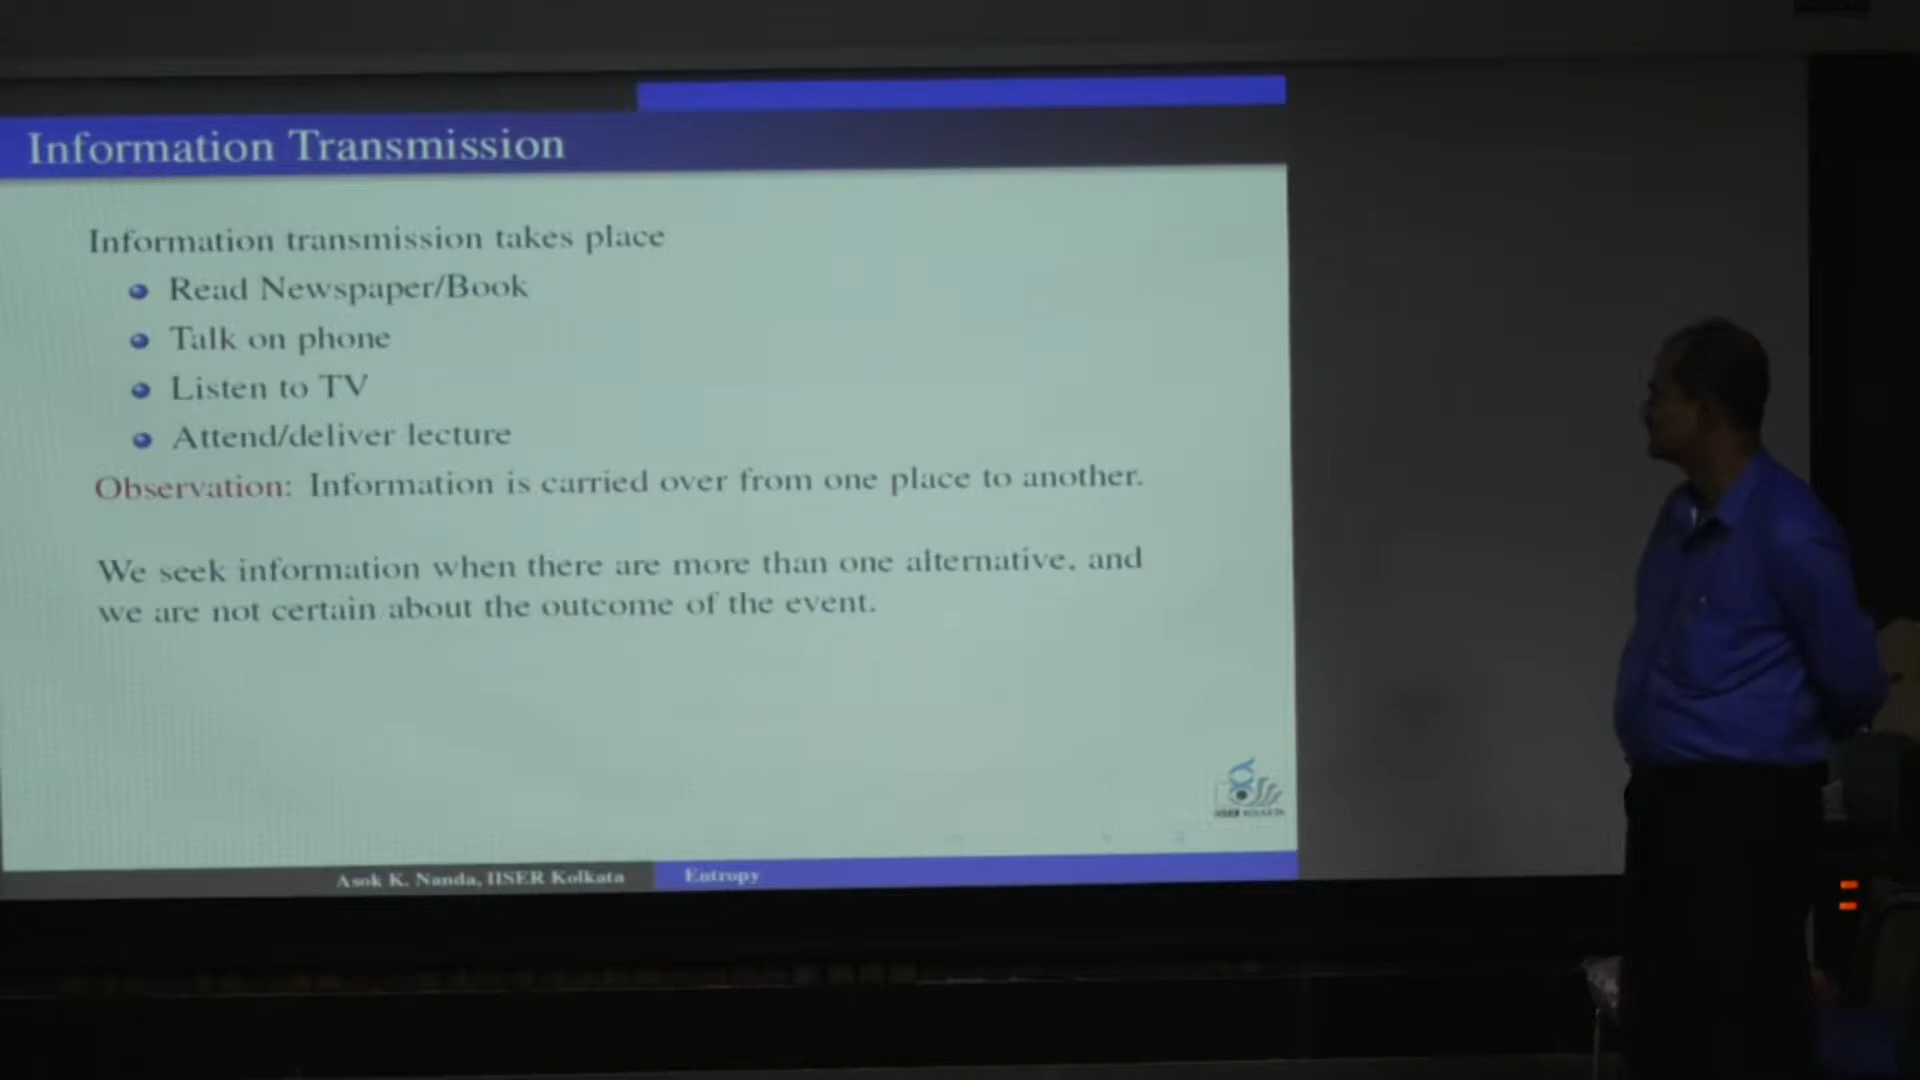 Information Transmission
Information transmission takes place
Read Newspaper/Book
Talk on phone
Listen to TV
Attend/deliver lecture
Observation: Information is carried over from one place to another.
We seek information when there are more than one alternative, and
we are not certain about the outcome of the event.
IISER KOLKATA
Asok K. Nanda, IISER Kolkata
Entropy